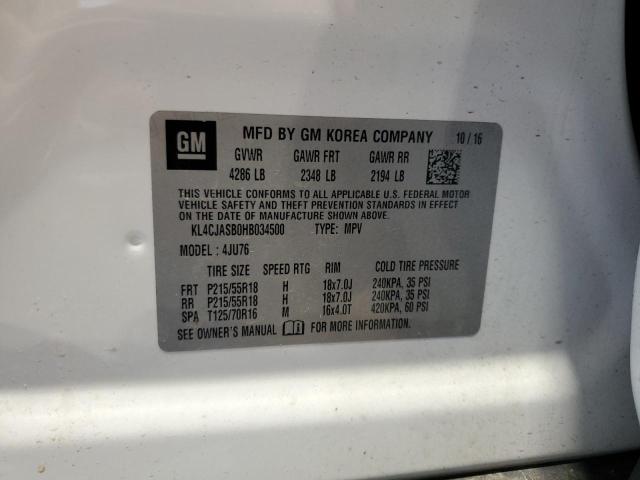 GM MFD BY GM KOREA COMPANY 10/16
GVWR GAWR FRT GAWR RR
4286 LB 2348 LB 2194 LB
THIS VEHICLE CONFORMS TO ALL APPLICABLE U.S. FEDERAL MOTOR
VEHICLE SAFETY AND THEFT PREVENTION STANDARDS IN EFFECT ON
THE DATE OF MANUFACTURE SHOWN ABOVE.
KL4CJASB0HB034500 TYPE: MPV
MODEL: 4JU76
TIRE SIZE SPEED RTG RIM COLD TIRE PRESSURE
FRT P215/55R18 H 18x7.0J 240KPA, 35 PSI
RR P215/55R18 H 18x7.0J 240KPA, 35 PSI
SPA T125/70R16 M 16x4.0T 420KPA, 60 PSI
SEE OWNER'S MANUAL FOR MORE INFORMATION.